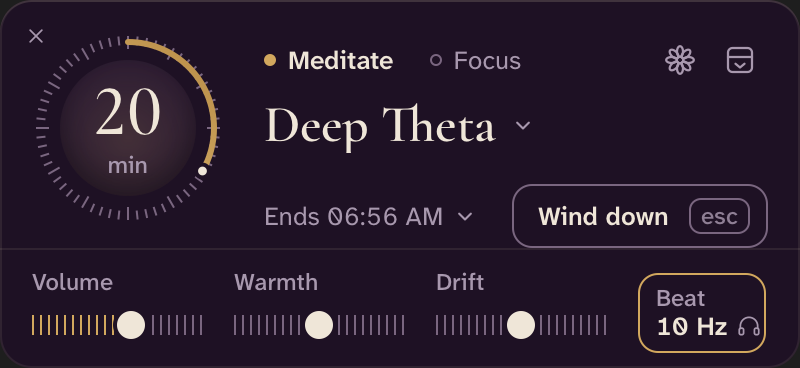 20
min
Meditate
Focus
Deep Theta
Ends 06:56 AM
Wind down esc
Volume
Warmth
Drift
Beat
10 Hz